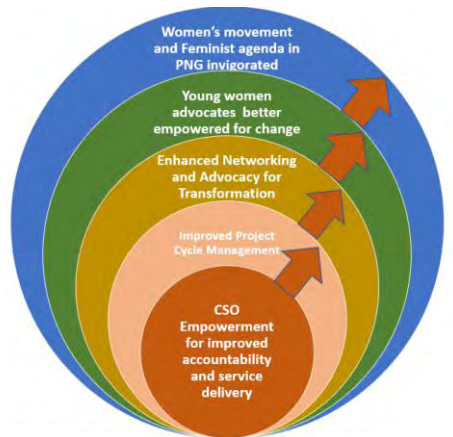 Women's movement
and Feminist agenda in
PNG invigorated
Young women
advocates better
empowered for change
Enhanced Networking
and Advocacy for
Transformation
Improved Project
Cycle Management
CSO
Empowerment
for improved
accountability
and service
delivery